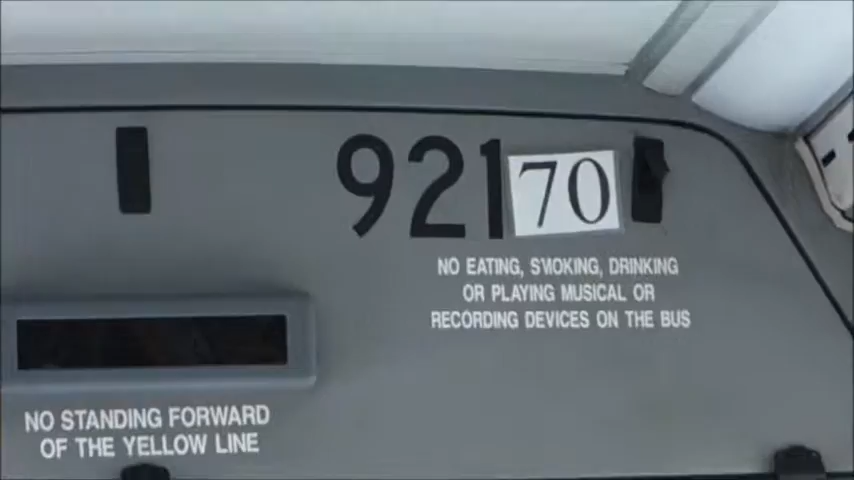 92170
NO EATING, SMOKING, DRINKING
OR PLAYING MUSICAL OR
RECORDING DEVICES ON THE BUS
NO STANDING FORWARD
OF THE YELLOW LINE